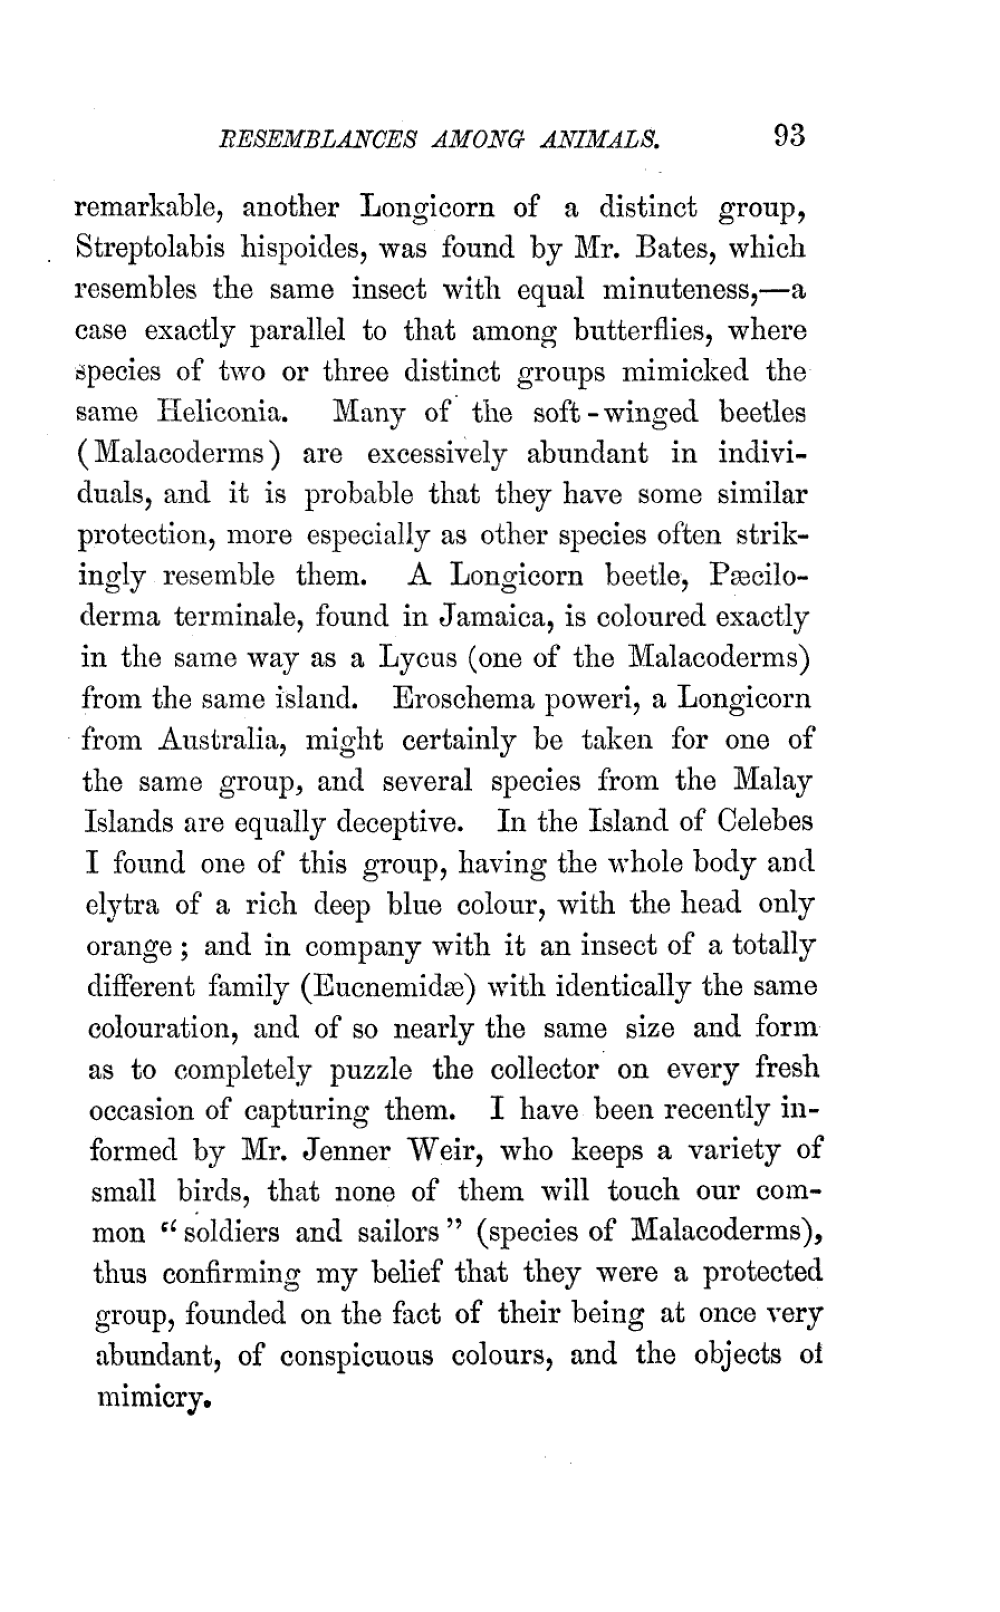 RESEMBLANCES AMONG ANIMALS. 93
remarkable, another Longicorn of a distinct group,
Streptolabis hispoides, was found by Mr. Bates, which
resembles the same insect with equal minuteness,—a
case exactly parallel to that among butterflies, where
species of two or three distinct groups mimicked the
same Heliconia. Many of the soft-winged beetles
(Malacoderms) are excessively abundant in indivi-
duals, and it is probable that they have some similar
protection, more especially as other species often strik-
ingly resemble them. A Longicorn beetle, Pæcilo-
derma terminale, found in Jamaica, is coloured exactly
in the same way as a Lycus (one of the Malacoderms)
from the same island. Eroschema poweri, a Longicorn
from Australia, might certainly be taken for one of
the same group, and several species from the Malay
Islands are equally deceptive. In the Island of Celebes
I found one of this group, having the whole body and
elytra of a rich deep blue colour, with the head only
orange; and in company with it an insect of a totally
different family (Eucnemidæ) with identically the same
colouration, and of so nearly the same size and form
as to completely puzzle the collector on every fresh
occasion of capturing them. I have been recently in-
formed by Mr. Jenner Weir, who keeps a variety of
small birds, that none of them will touch our com-
mon “soldiers and sailors” (species of Malacoderms),
thus confirming my belief that they were a protected
group, founded on the fact of their being at once very
abundant, of conspicuous colours, and the objects of
mimicry.